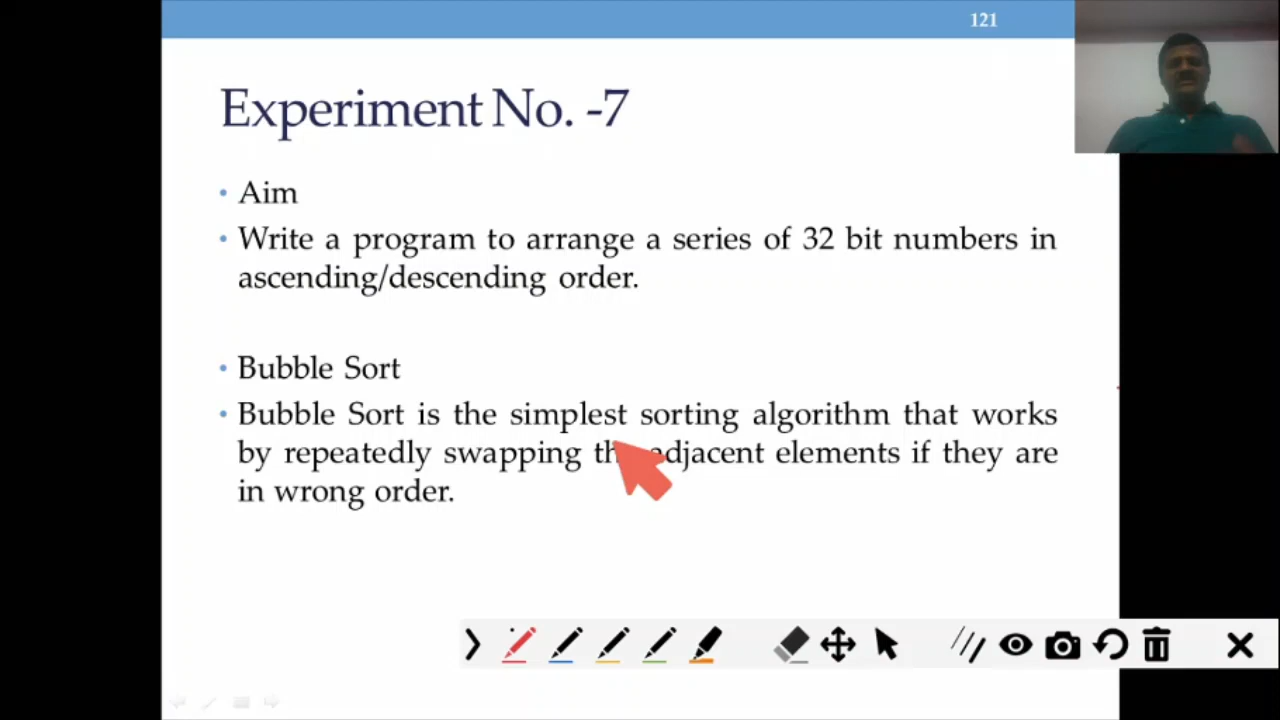 121
Experiment No. -7
• Aim
• Write a program to arrange a series of 32 bit numbers in
ascending/descending order.
• Bubble Sort
• Bubble Sort is the simplest sorting algorithm that works
by repeatedly swapping the adjacent elements if they are
in wrong order.